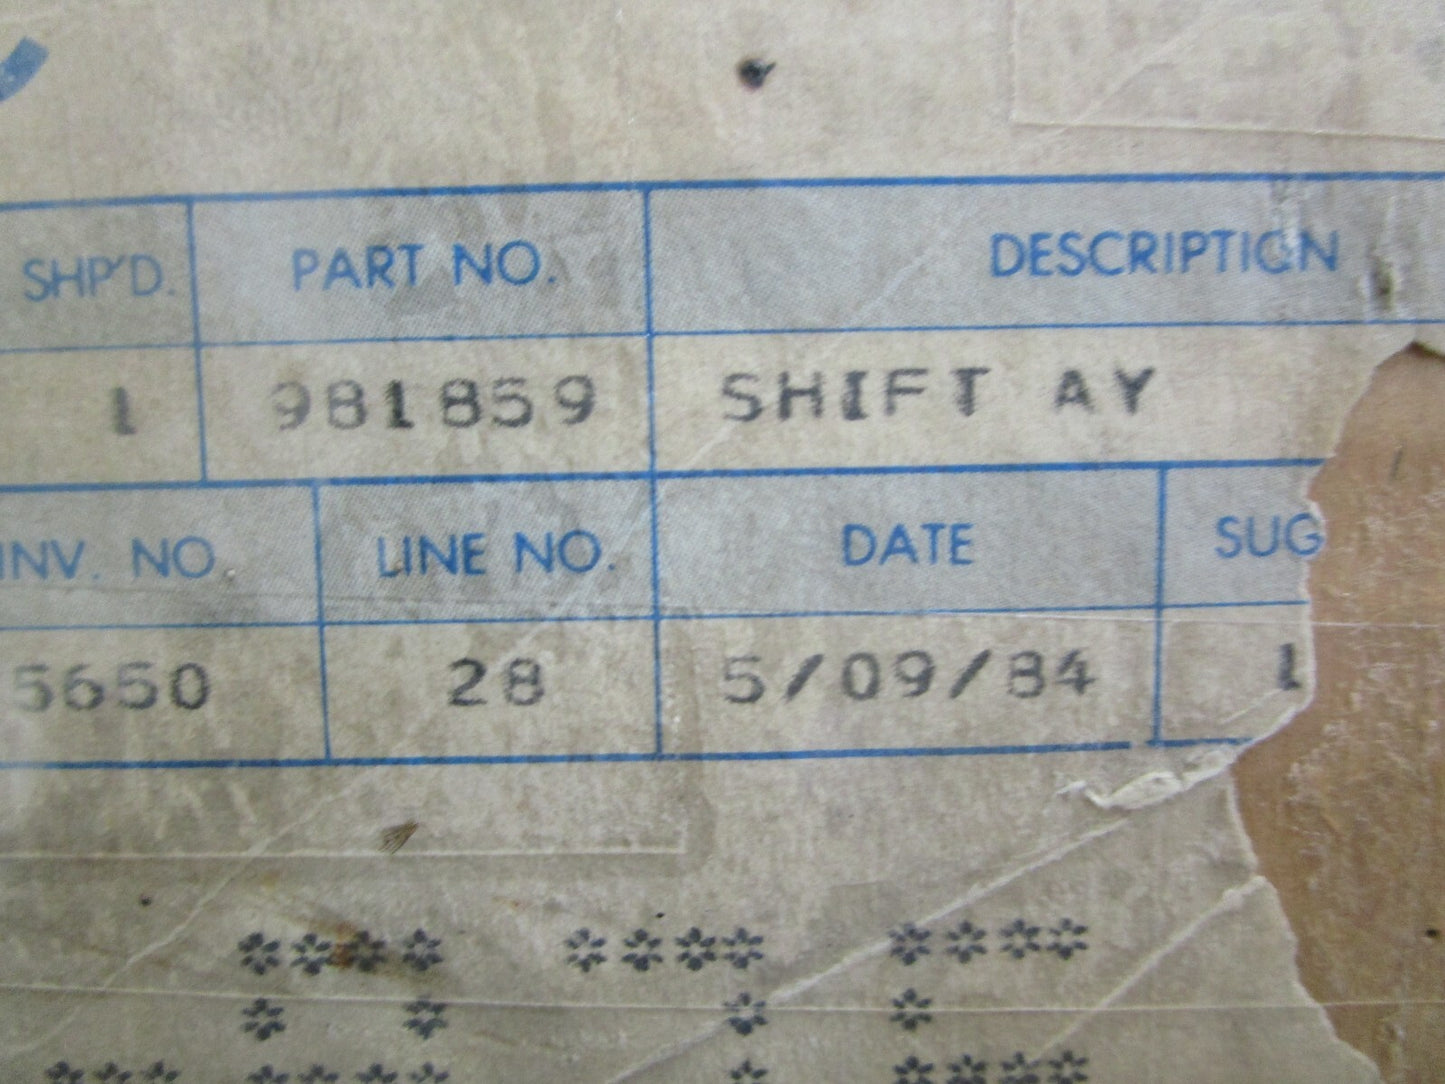 SHP'D. PART NO. DESCRIPTION
1 981859 SHIFT AY
INV. NO LINE NO. DATE SUG
5650 28 5/09/84 1
**** **** ****
* * * *
*** **** * ****